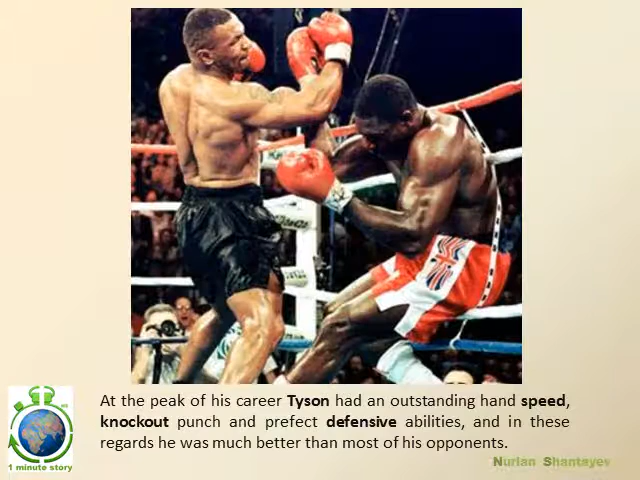 At the peak of his career Tyson had an outstanding hand speed,
knockout punch and prefect defensive abilities, and in these
regards he was much better than most of his opponents.
1 minute story
Nurlan Shantayev